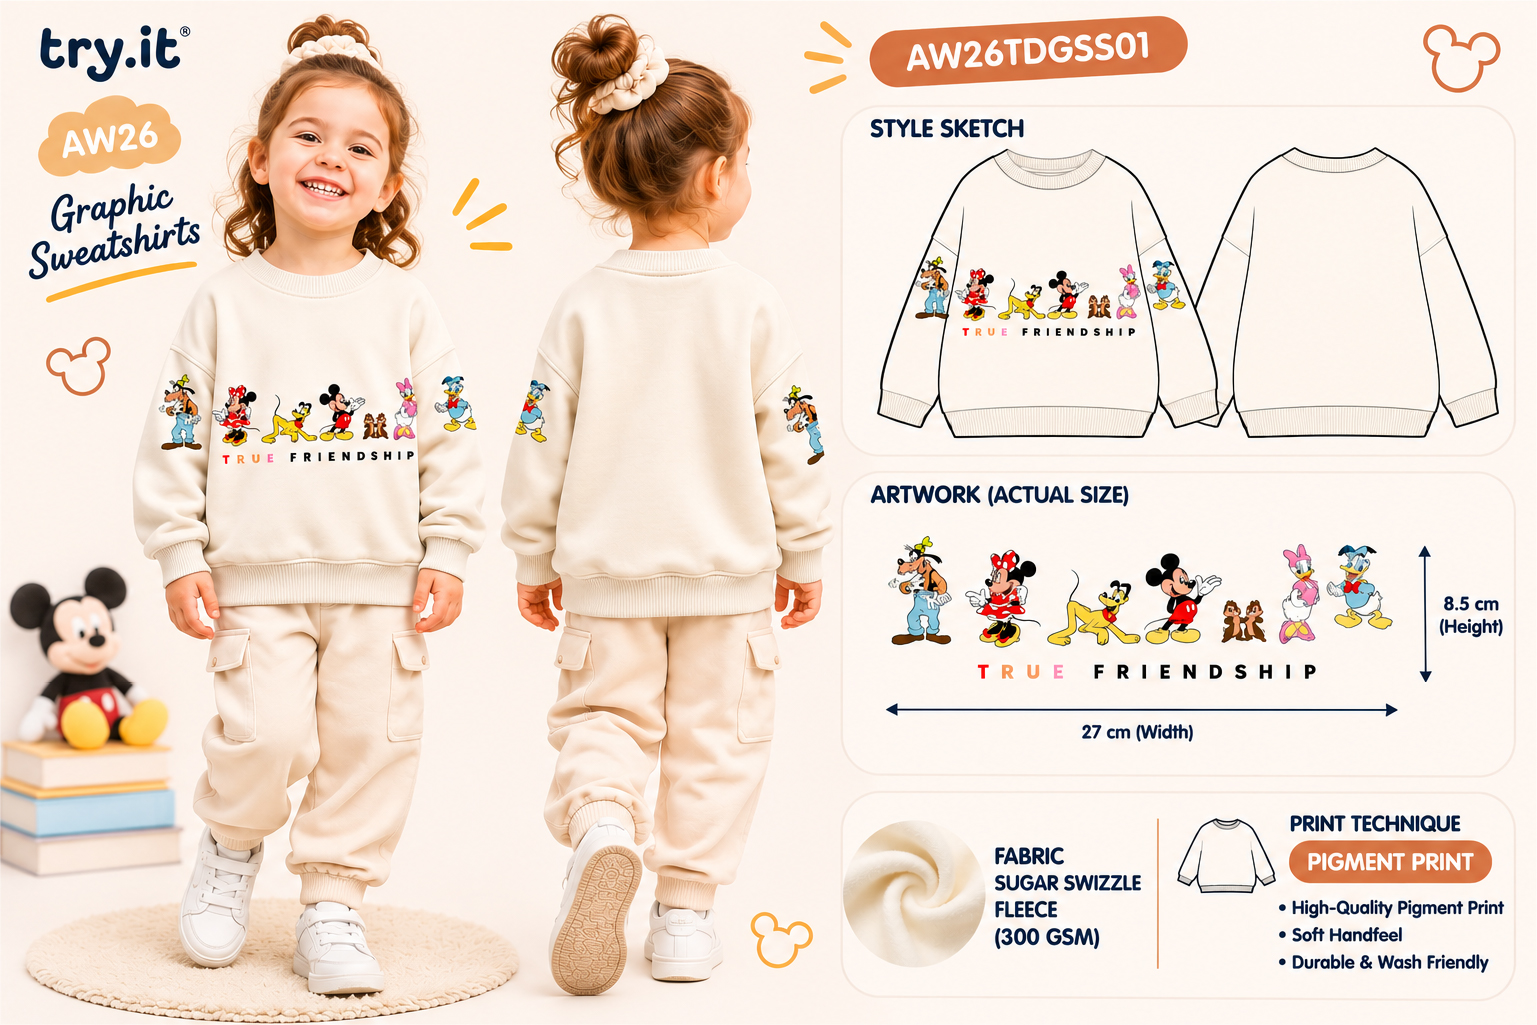 try.it®
AW26
Graphic
Sweatshirts
TRUE FRIENDSHIP
AW26TDGSS01
STYLE SKETCH
TRUE FRIENDSHIP
ARTWORK (ACTUAL SIZE)
TRUE FRIENDSHIP
8.5 cm
(Height)
27 cm (Width)
FABRIC
SUGAR SWIZZLE
FLEECE
(300 GSM)
PRINT TECHNIQUE
PIGMENT PRINT
• High-Quality Pigment Print
• Soft Handfeel
• Durable & Wash Friendly